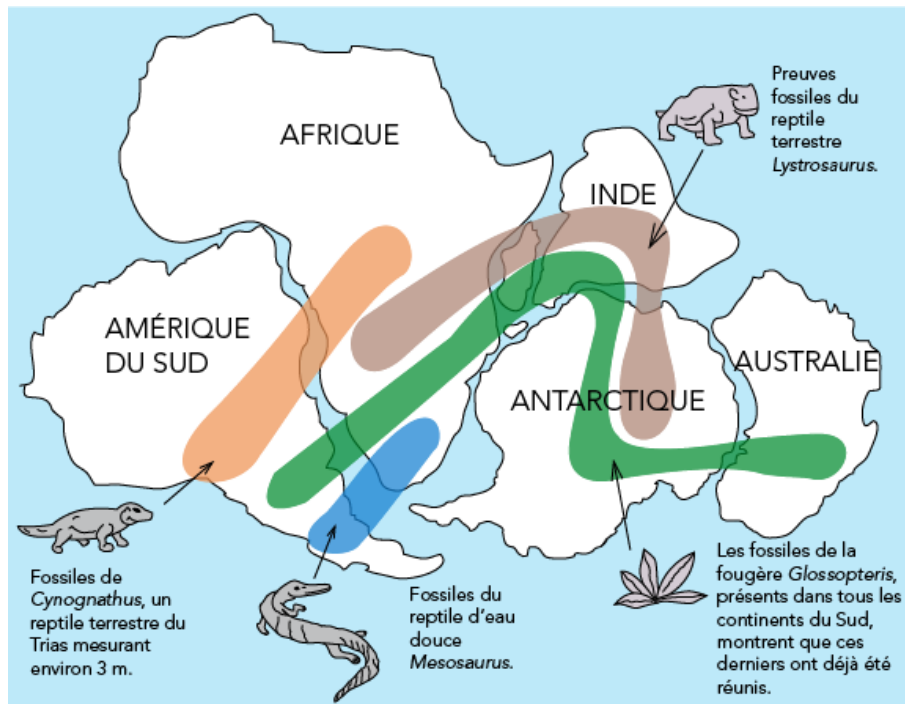 AFRIQUE
Preuves
fossiles du
reptile
terrestre
Lystrosaurus.
INDE
AMÉRIQUE
DU SUD
AUSTRALIE
ANTARCTIQUE
Fossiles de
Cynognathus, un
reptile terrestre du
Trias mesurant
environ 3 m.
Fossiles du
reptile d'eau
douce
Mesosaurus.
Les fossiles de la
fougère Glossopteris,
présents dans tous les
continents du Sud,
montrent que ces
derniers ont déjà été
réunis.